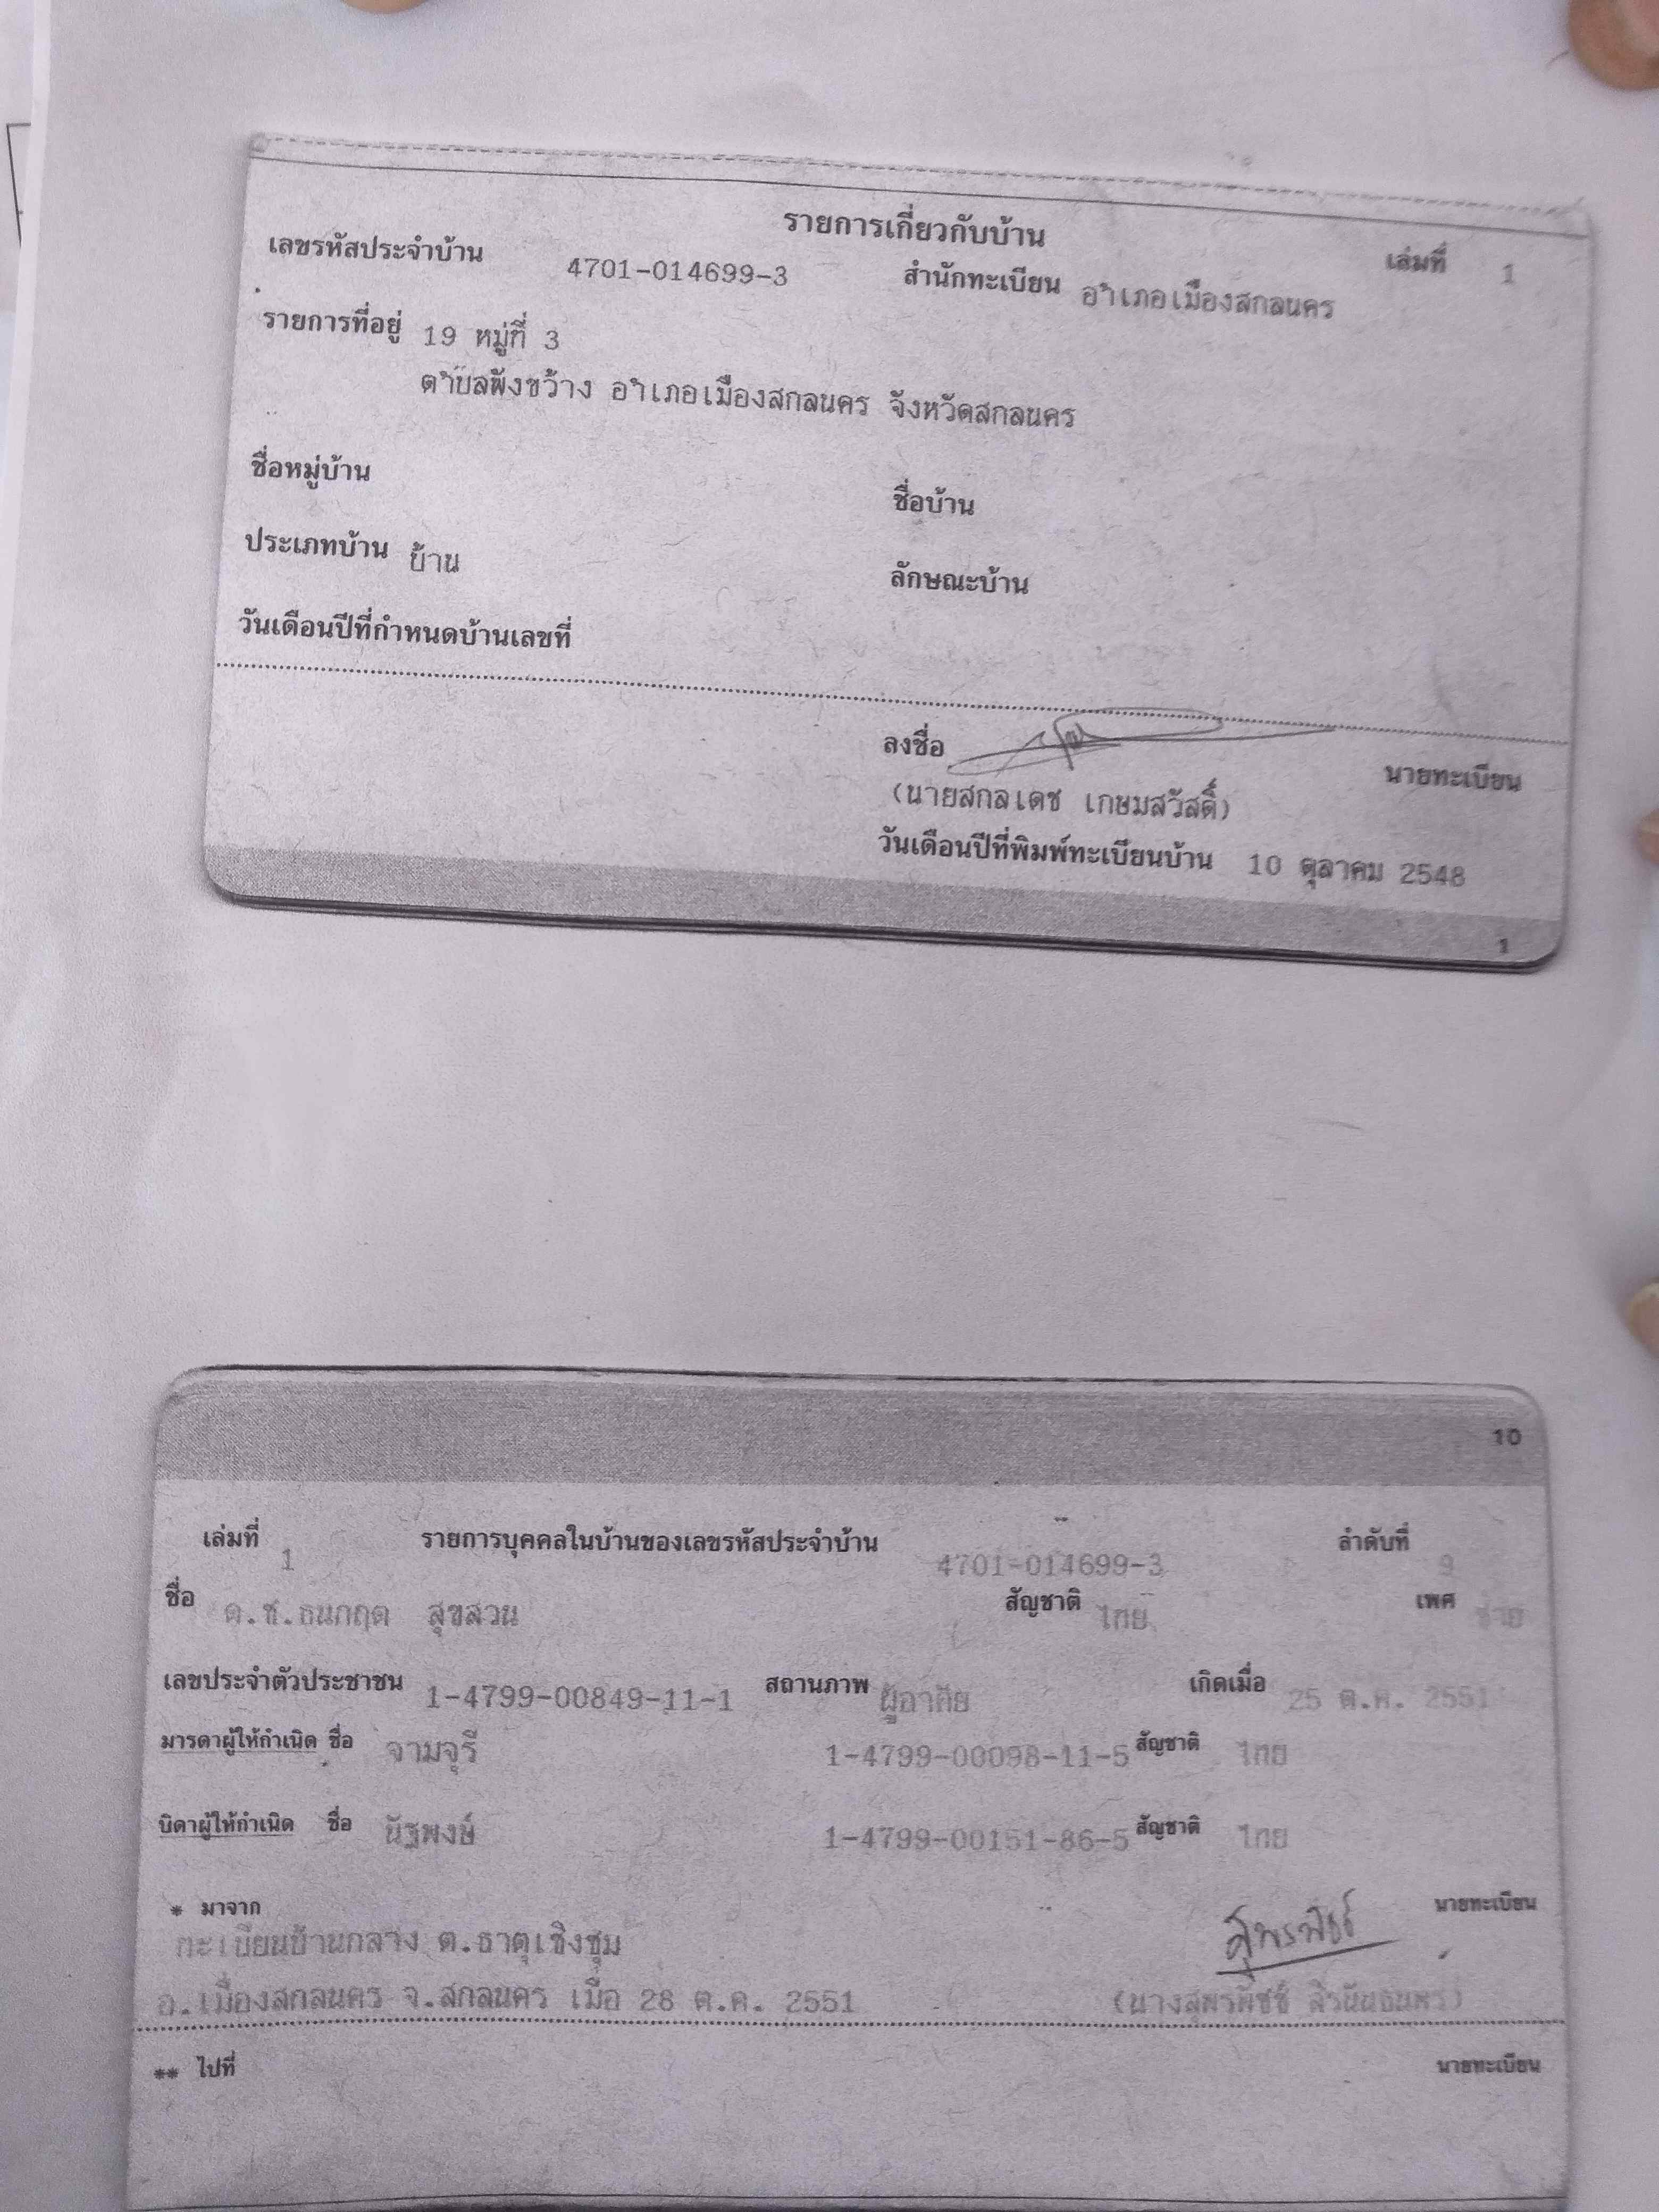 รายการเกี่ยวกับบ้าน เล่มที่ 1
เลขรหัสประจำบ้าน 4701-014699-3 สำนักทะเบียน อำเภอเมืองสกลนคร
รายการที่อยู่ 19 หมู่ที่ 3
ตำบลพังขว้าง อำเภอเมืองสกลนคร จังหวัดสกลนคร
ชื่อหมู่บ้าน ชื่อบ้าน
ประเภทบ้าน บ้าน ลักษณะบ้าน
วันเดือนปีที่กำหนดบ้านเลขที่
ลงชื่อ นายทะเบียน
(นายสกลเดช เกษมสวัสดิ์)
วันเดือนปีที่พิมพ์ทะเบียนบ้าน 10 ตุลาคม 2548
1
10
เล่มที่ 1 รายการบุคคลในบ้านของเลขรหัสประจำบ้าน 4701-014699-3 ลำดับที่ 9
ชื่อ ด.ช.ธนกฤต สุขสวน สัญชาติ ไทย เพศ ชาย
เลขประจำตัวประชาชน 1-4799-00849-11-1 สถานภาพ ผู้อาศัย เกิดเมื่อ 25 ต.ค. 2551
มารดาผู้ให้กำเนิด ชื่อ จามจุรี 1-4799-00098-11-5 สัญชาติ ไทย
บิดาผู้ให้กำเนิด ชื่อ นัฐพงษ์ 1-4799-00151-86-5 สัญชาติ ไทย
* มาจาก นายทะเบียน
ทะเบียนบ้านกลาง ต.ธาตุเชิงชุม
อ.เมืองสกลนคร จ.สกลนคร เมื่อ 28 ต.ค. 2551
** ไปที่ นายทะเบียน